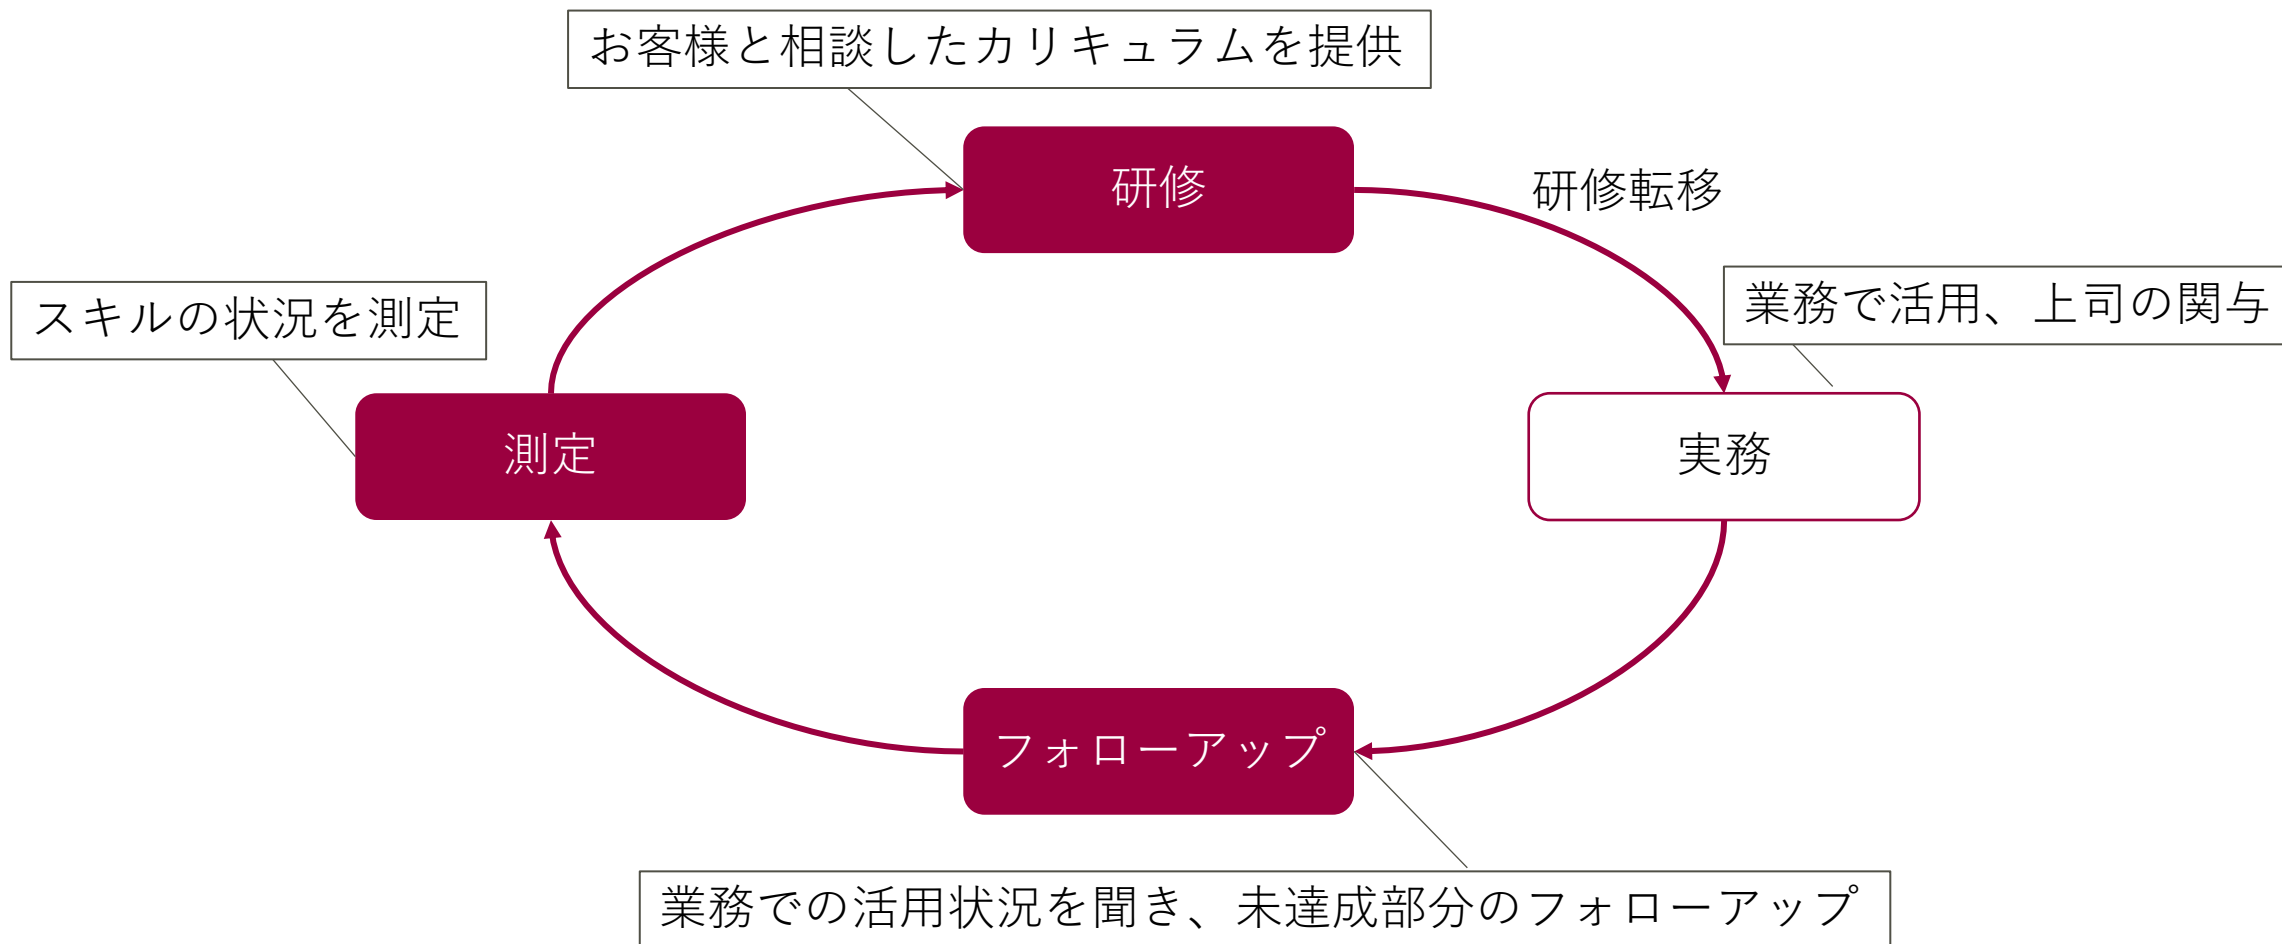 お客様と相談したカリキュラムを提供
研修
研修転移
業務で活用、上司の関与
スキルの状況を測定
測定
実務
フォローアップ
業務での活用状況を聞き、未達成部分のフォローアップ